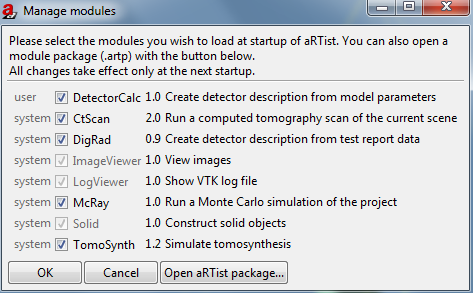 Manage modules
Please select the modules you wish to load at startup of aRTist. You can also open a
module package (.artp) with the button below.
All changes take effect only at the next startup.
user DetectorCalc 1.0 Create detector description from model parameters
system CtScan 2.0 Run a computed tomography scan of the current scene
system DigRad 0.9 Create detector description from test report data
system ImageViewer 1.0 View images
system LogViewer 1.0 Show VTK log file
system McRay 1.0 Run a Monte Carlo simulation of the project
system Solid 1.0 Construct solid objects
system TomoSynth 1.2 Simulate tomosynthesis
OK Cancel Open aRTist package...